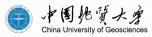 中国地质大学
China University of Geosciences